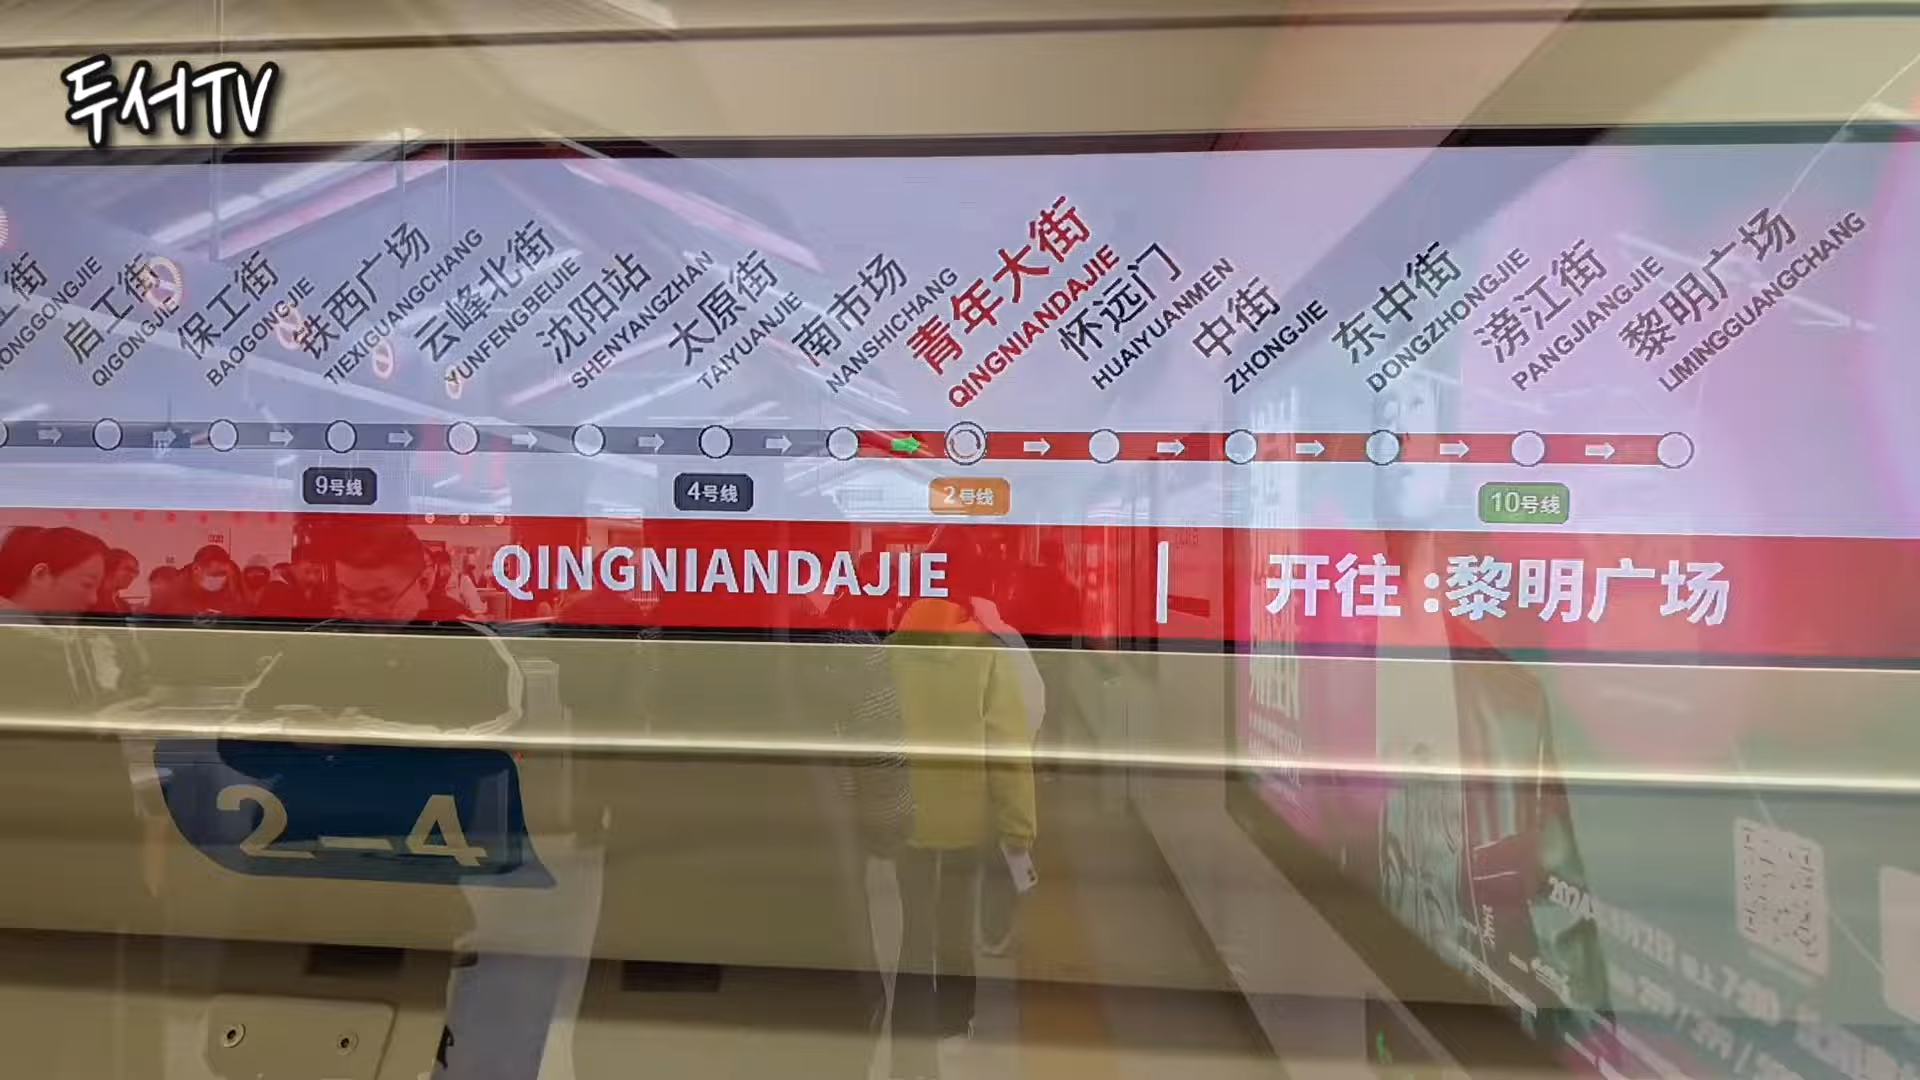 두서TV
街
启工街
QIGONGJIE
保工街
BAOGONGJIE
铁西广场
TIEXIGUANGCHANG
云峰北街
YUNFENGBEIJIE
沈阳站
SHENYANGZHAN
太原街
TAIYUANJIE
南市场
NANSHICHANG
青年大街
QINGNIANDAJIE
怀远门
HUAIYUANMEN
中街
ZHONGJIE
东中街
DONGZHONGJIE
滂江街
PANGJIANGJIE
黎明广场
LIMINGGUANGCHANG
9号线
4号线
2号线
10号线
QINGNIANDAJIE | 开往:黎明广场
2-4